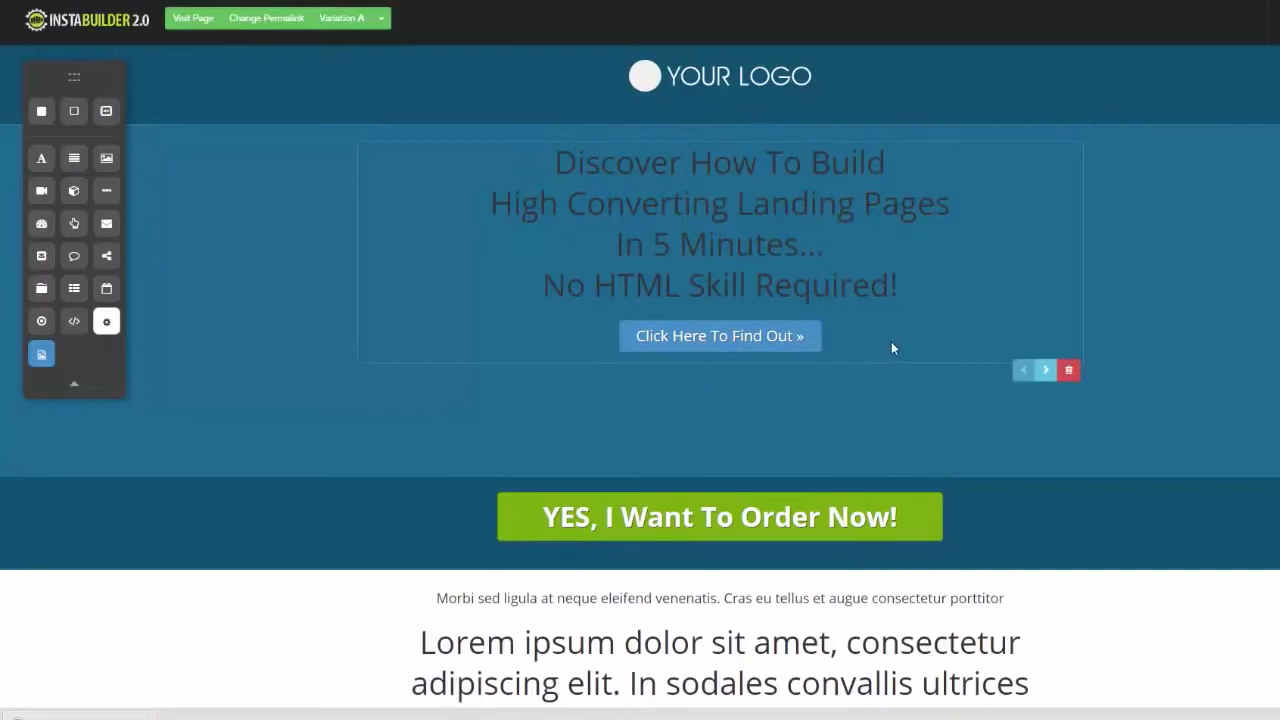 INSTABUILDER 2.0
Visit Page Change Permalink Variation A
YOUR LOGO
Discover How To Build
High Converting Landing Pages
In 5 Minutes...
No HTML Skill Required!
Click Here To Find Out »
YES, I Want To Order Now!
Morbi sed ligula at neque eleifend venenatis. Cras eu tellus et augue consectetur porttitor
Lorem ipsum dolor sit amet, consectetur
adipiscing elit. In sodales convallis ultrices